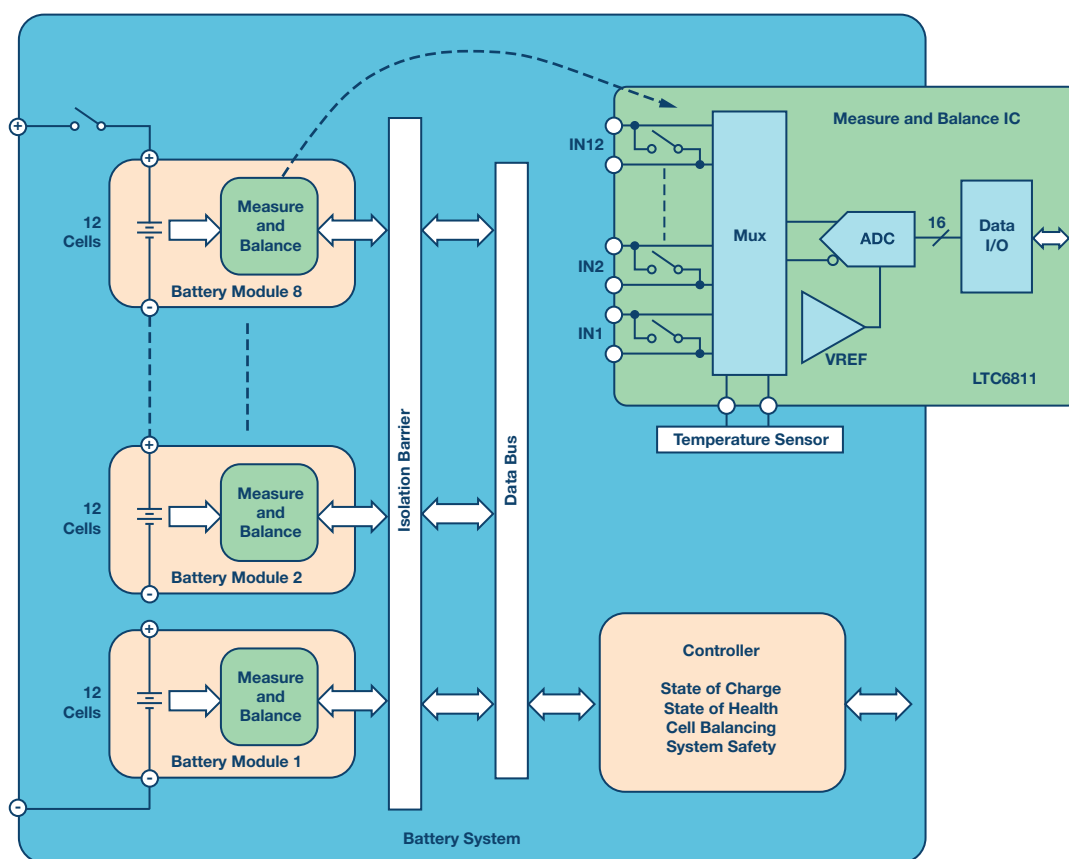 12
Cells
+
+
Measure
and
Balance
Battery Module 8
-
12
Cells
+
Measure
and
Balance
Battery Module 2
-
12
Cells
+
Measure
and
Balance
Battery Module 1
-
-
Isolation Barrier
Data Bus
Battery System
Measure and Balance IC
IN12
IN2
IN1
Mux
ADC
16
Data
I/O
VREF
LTC6811
Temperature Sensor
Controller
State of Charge
State of Health
Cell Balancing
System Safety